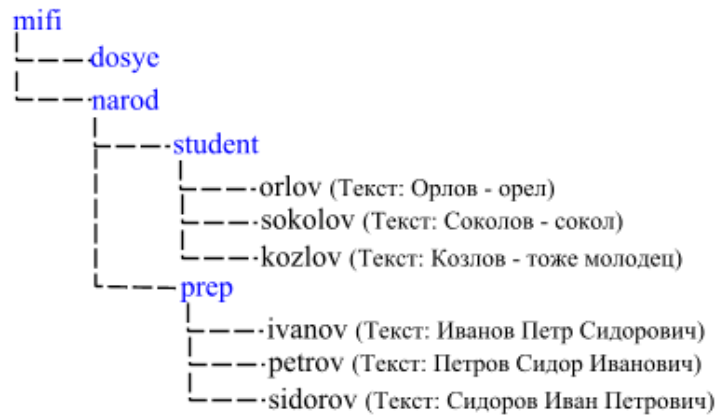 mifi
dosye
narod
student
orlov (Текст: Орлов - орел)
sokolov (Текст: Соколов - сокол)
kozlov (Текст: Козлов - тоже молодец)
prep
ivanov (Текст: Иванов Петр Сидорович)
petrov (Текст: Петров Сидор Иванович)
sidorov (Текст: Сидоров Иван Петрович)